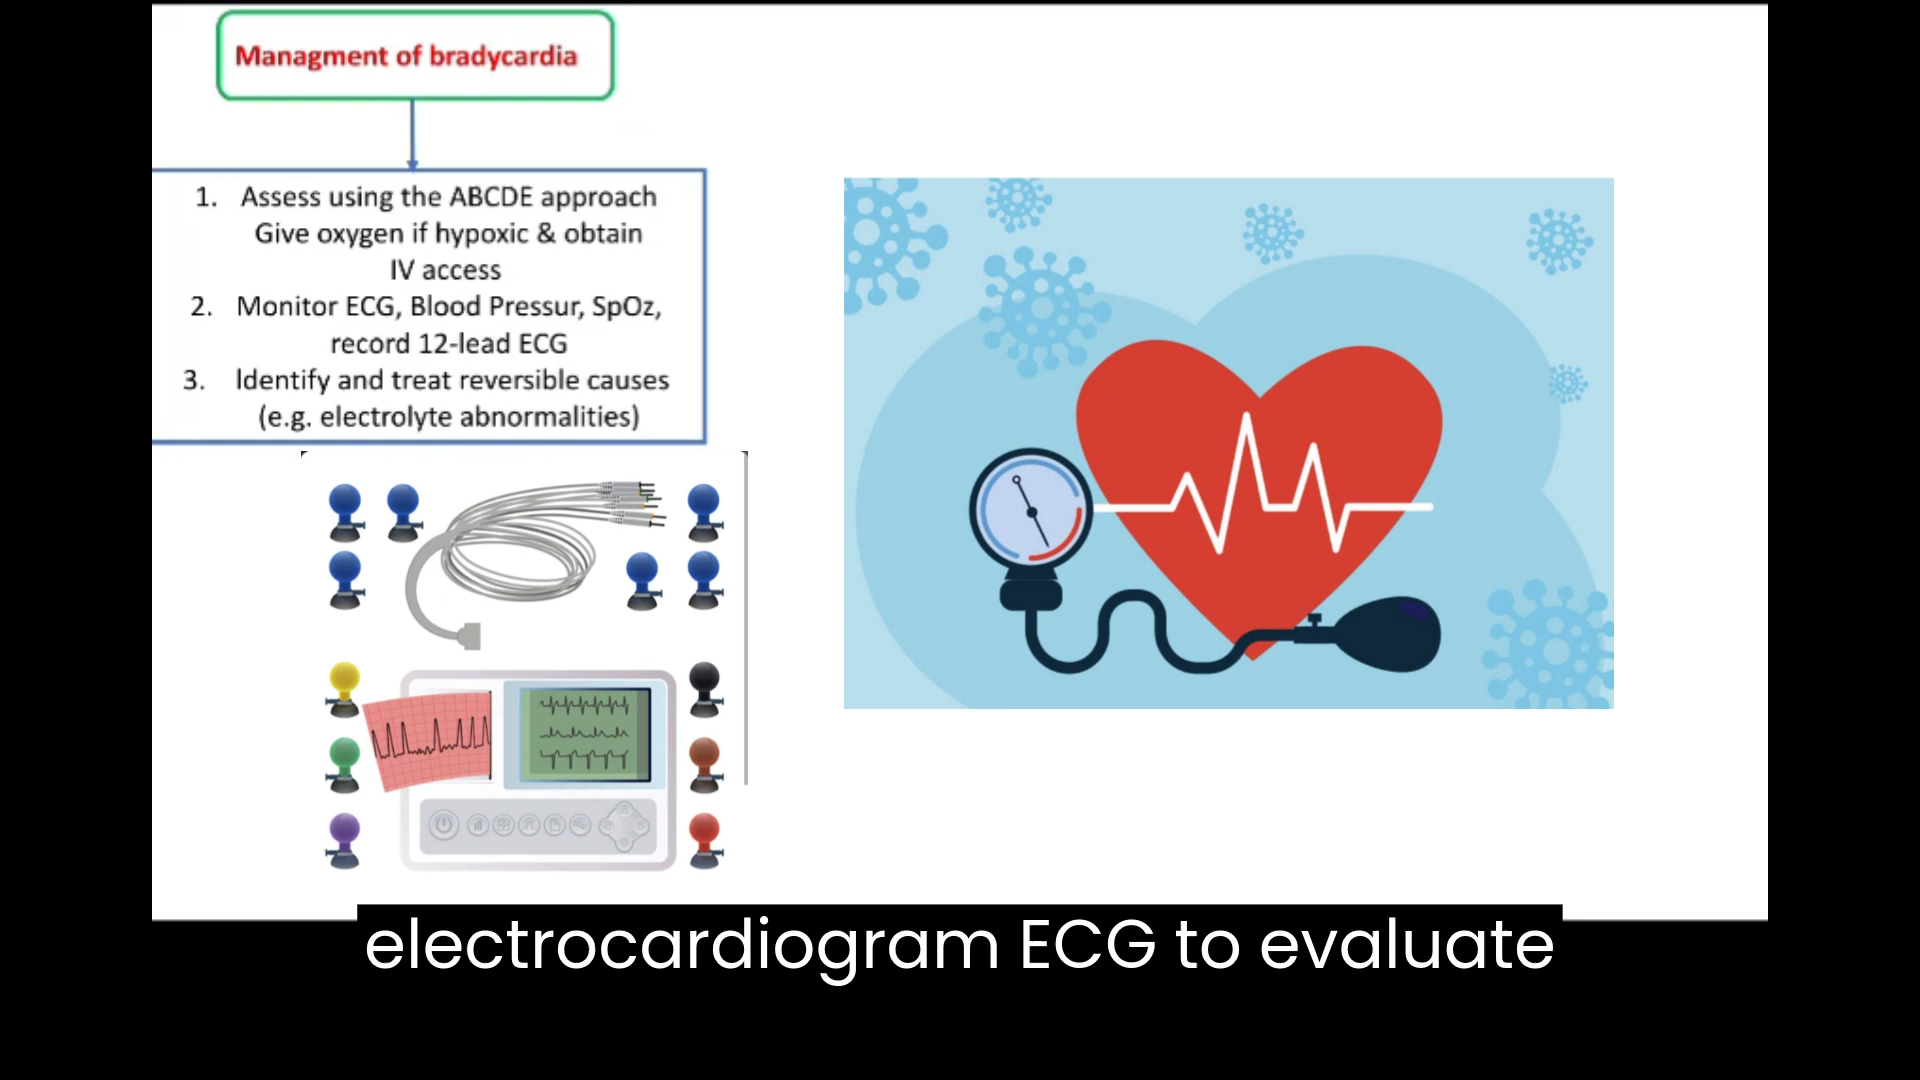 Managment of bradycardia
1. Assess using the ABCDE approach
Give oxygen if hypoxic & obtain
IV access
2. Monitor ECG, Blood Pressur, SpOz,
record 12-lead ECG
3. Identify and treat reversible causes
(e.g. electrolyte abnormalities)
electrocardiogram ECG to evaluate